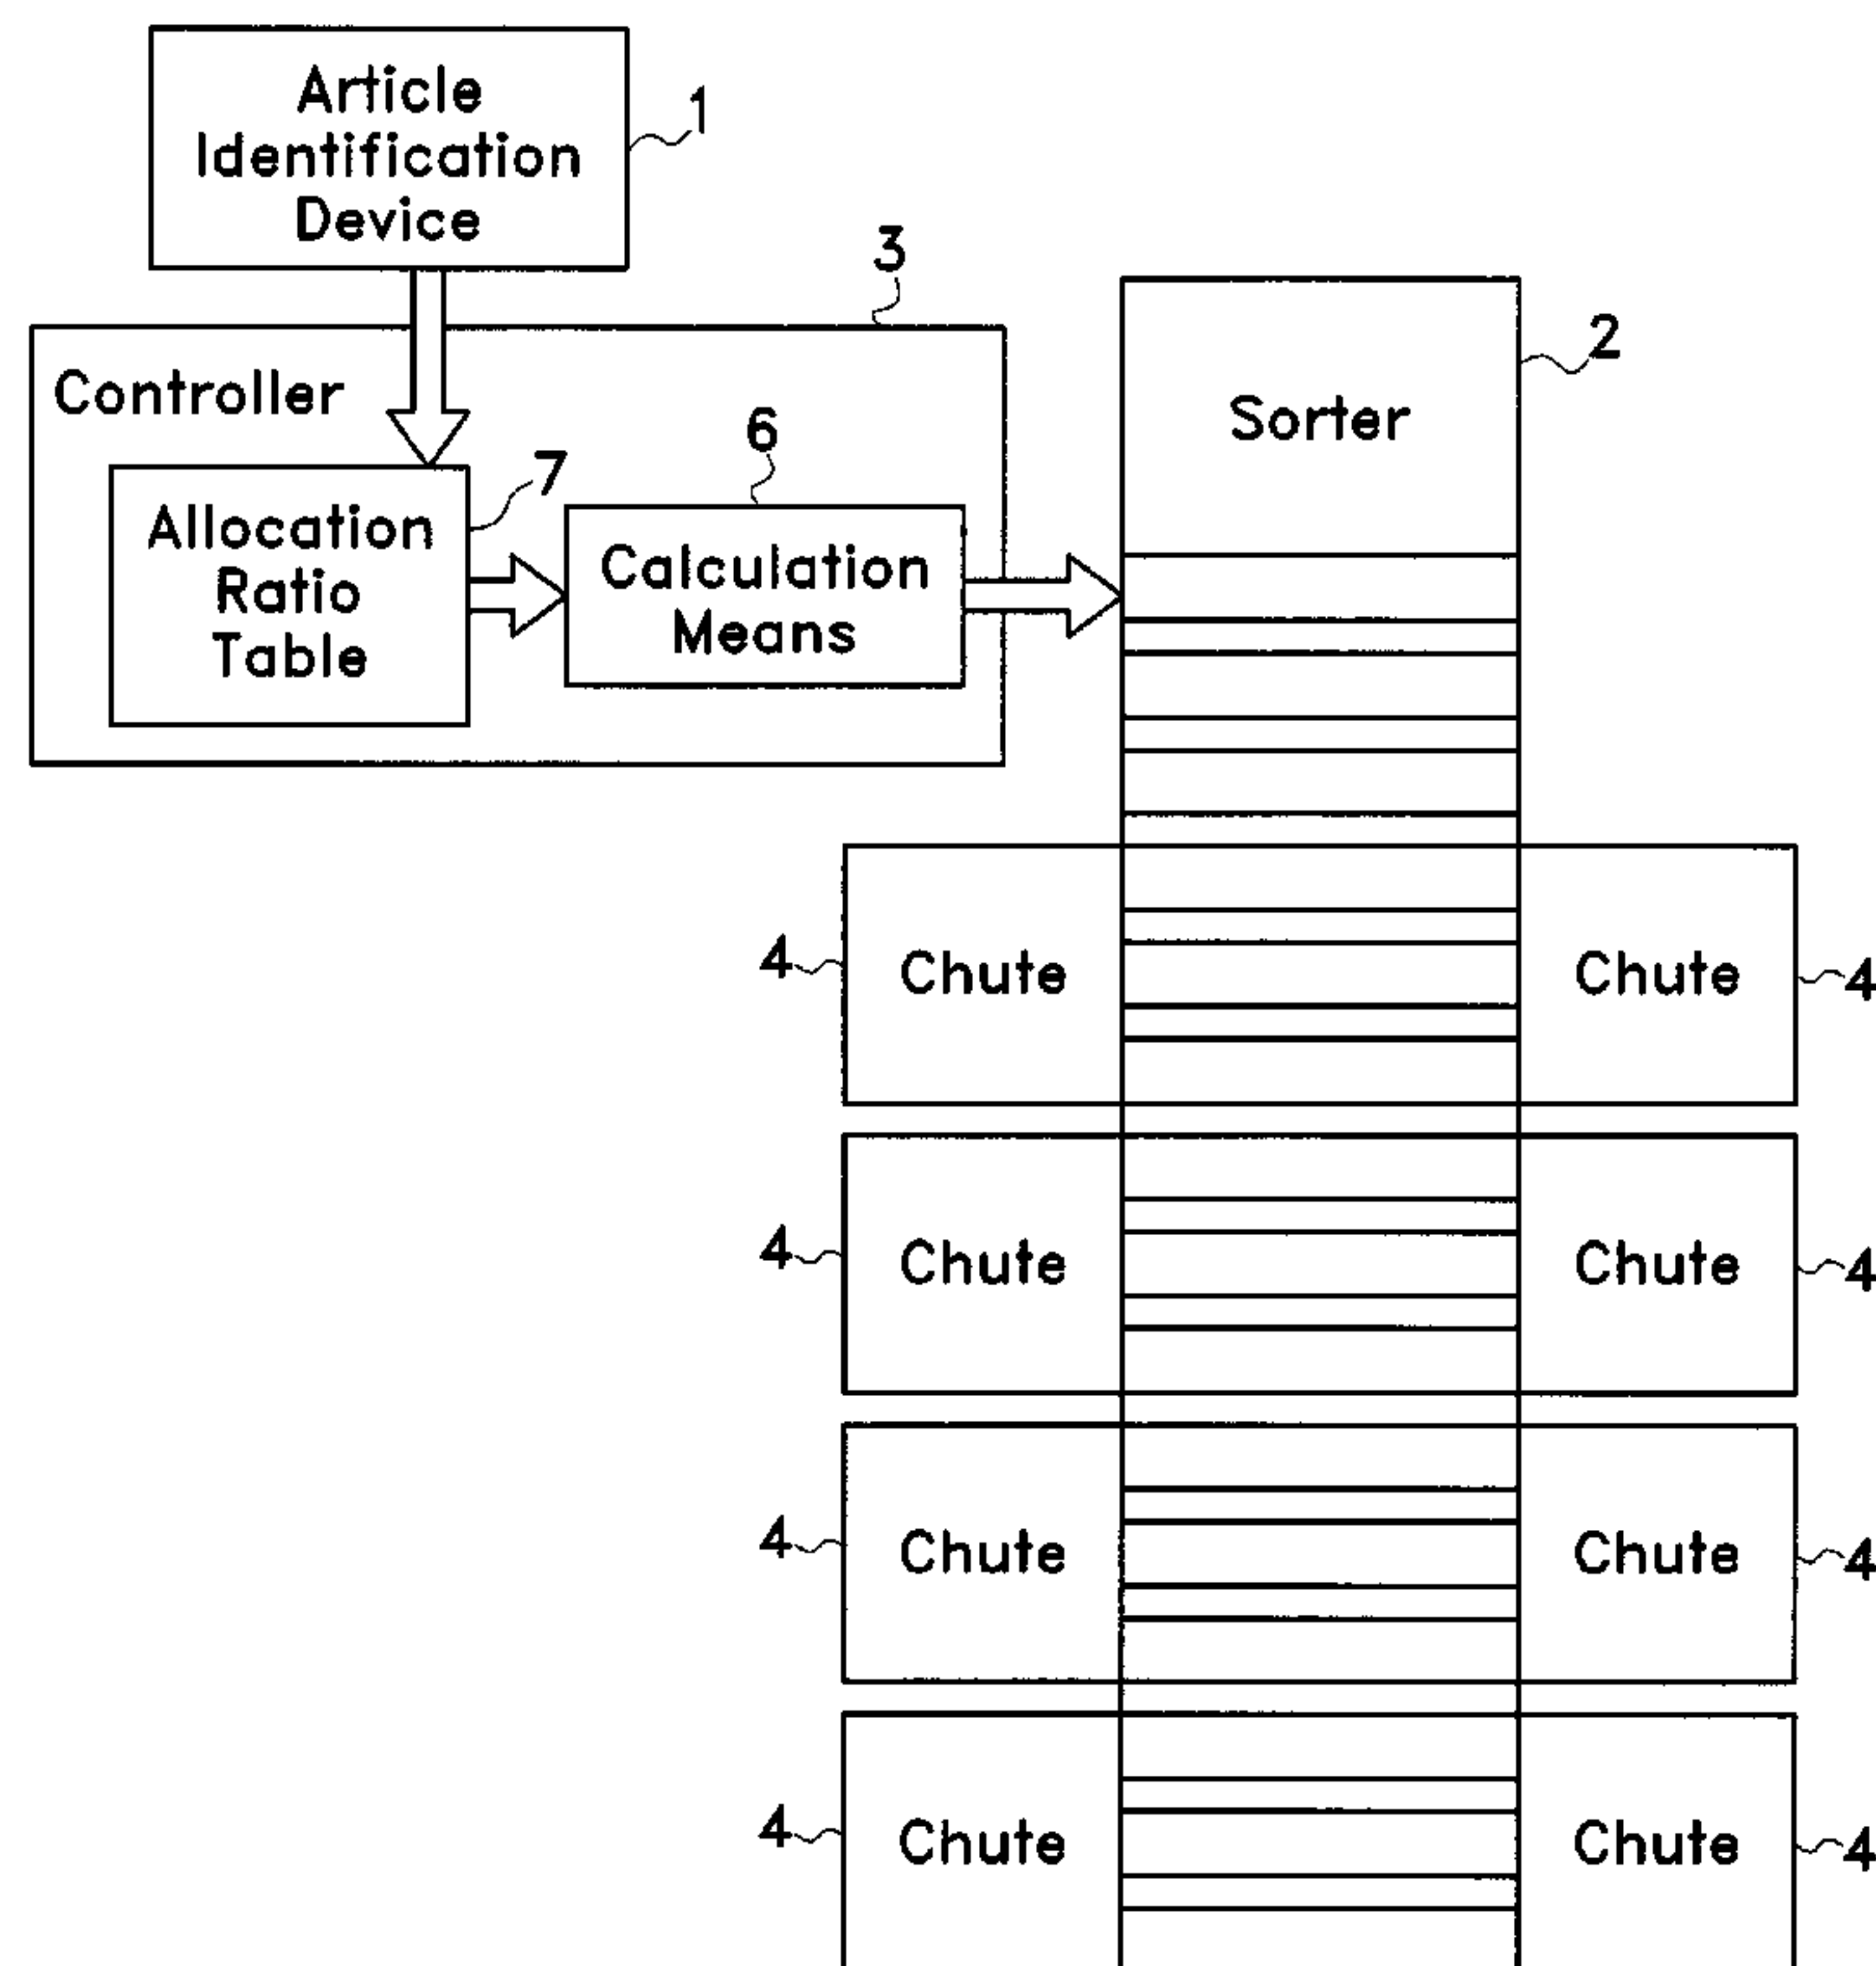 Article
Identification
Device
1
3
Controller
2
Sorter
6
7
Allocation
Ratio
Table
Calculation
Means
4
Chute
Chute
4
4
Chute
Chute
4
4
Chute
Chute
4
4
Chute
Chute
4